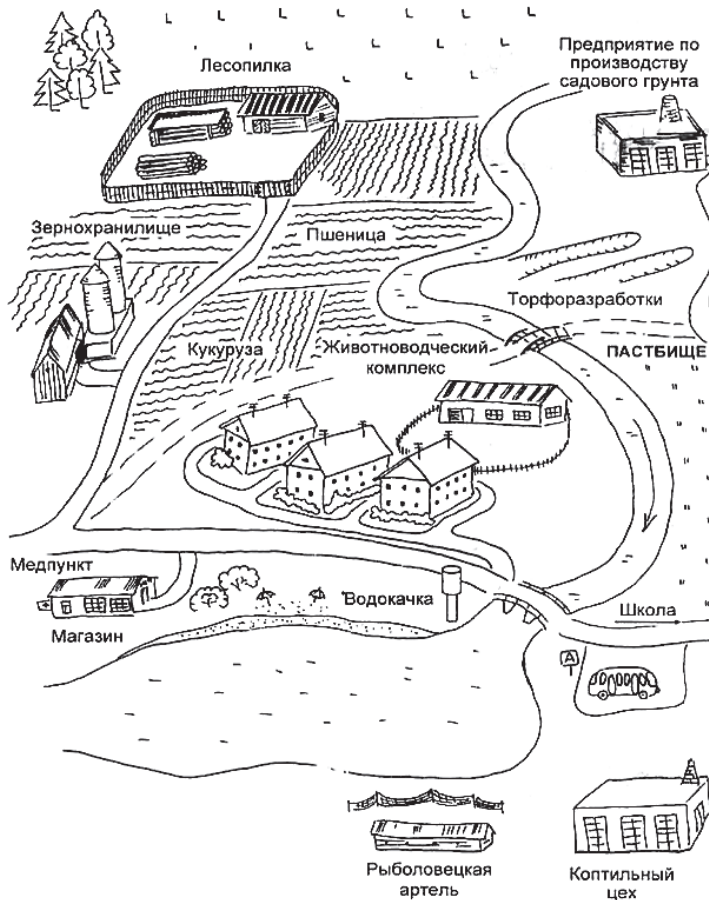 Предприятие по
производству
садового грунта
Лесопилка
Зернохранилище
Пшеница
Торфоразработки
Кукуруза
Животноводческий
комплекс
ПАСТБИЩЕ
Медпункт
Магазин
Водокачка
Школа
А
Рыболовецкая
артель
Коптильный
цех